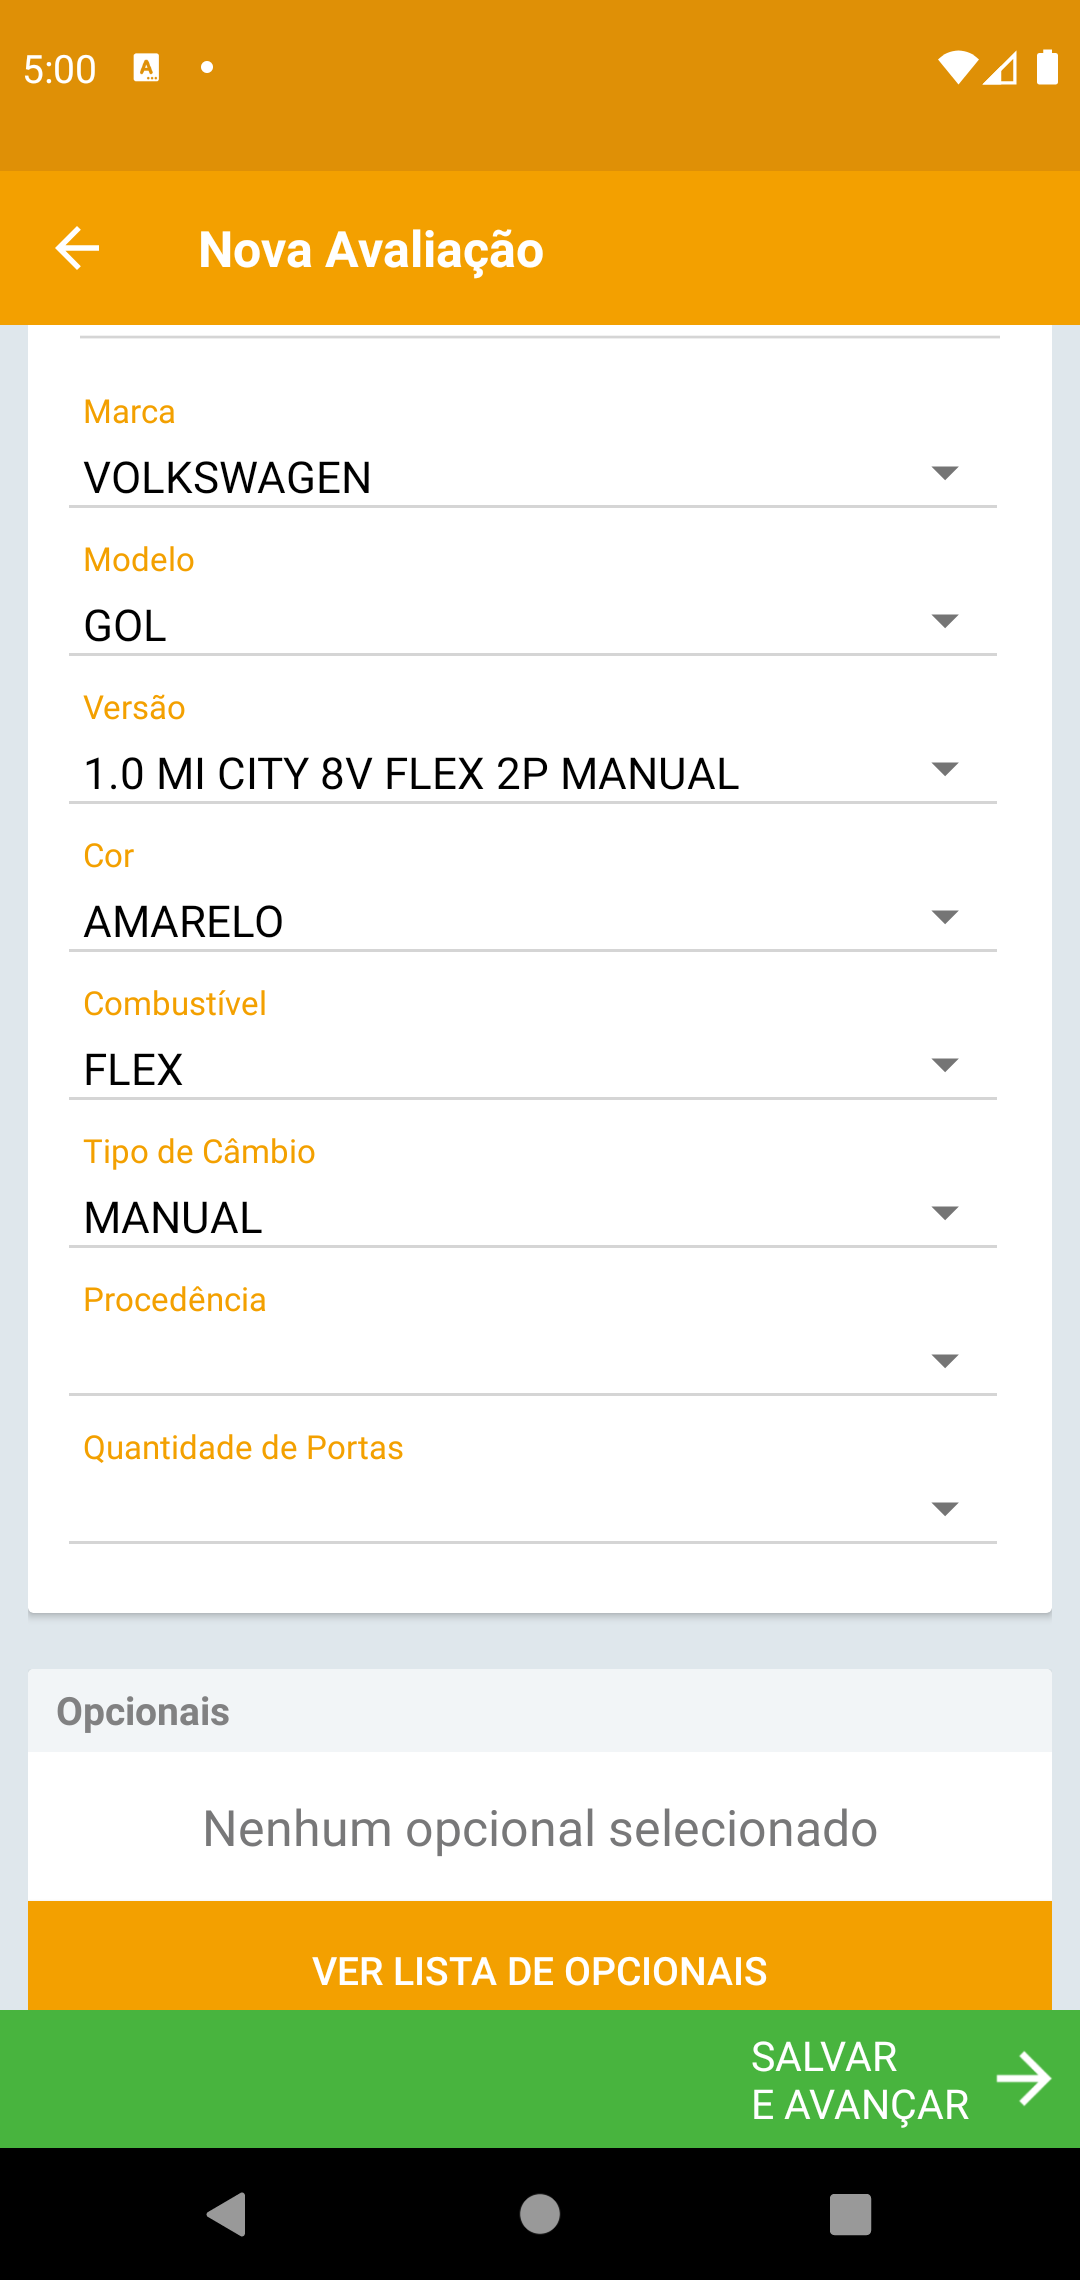 5:00
Nova Avaliação
Marca
VOLKSWAGEN
Modelo
GOL
Versão
1.0 MI CITY 8V FLEX 2P MANUAL
Cor
AMARELO
Combustível
FLEX
Tipo de Câmbio
MANUAL
Procedência
Quantidade de Portas
Opcionais
Nenhum opcional selecionado
VER LISTA DE OPCIONAIS
SALVAR
E AVANÇAR